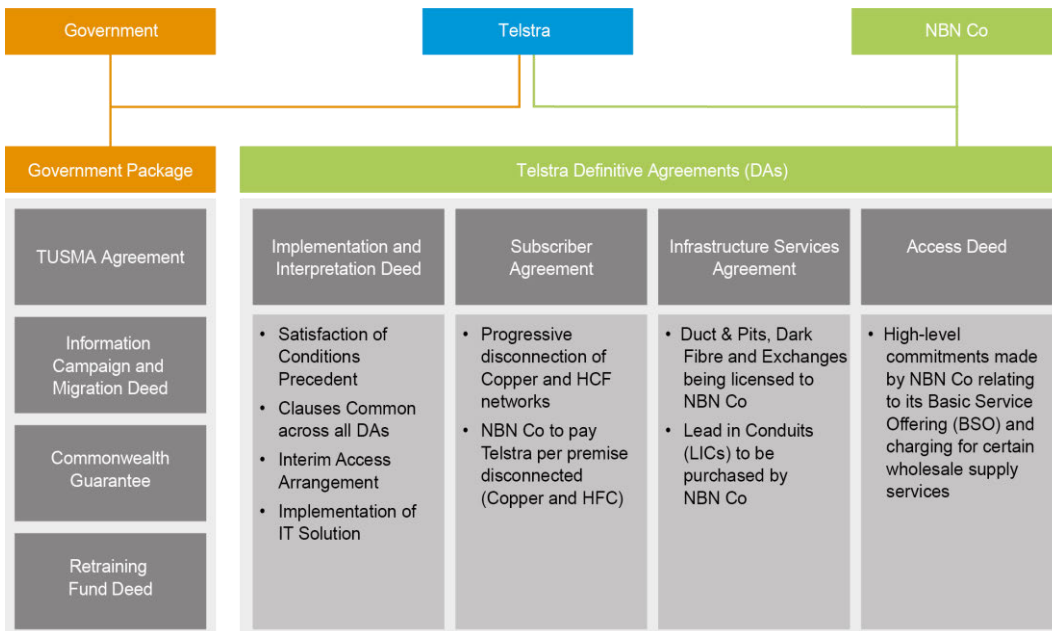 Government
Telstra
NBN Co
Government Package
Telstra Definitive Agreements (DAs)
TUSMA Agreement
Information
Campaign and
Migration Deed
Commonwealth
Guarantee
Retraining
Fund Deed
Implementation and
Interpretation Deed
• Satisfaction of
Conditions
Precedent
• Clauses Common
across all DAs
• Interim Access
Arrangement
• Implementation of
IT Solution
Subscriber
Agreement
• Progressive
disconnection of
Copper and HCF
networks
• NBN Co to pay
Telstra per premise
disconnected
(Copper and HFC)
Infrastructure Services
Agreement
• Duct & Pits, Dark
Fibre and Exchanges
being licensed to
NBN Co
• Lead in Conduits
(LICs) to be
purchased by
NBN Co
Access Deed
• High-level
commitments made
by NBN Co relating
to its Basic Service
Offering (BSO) and
charging for certain
wholesale supply
services